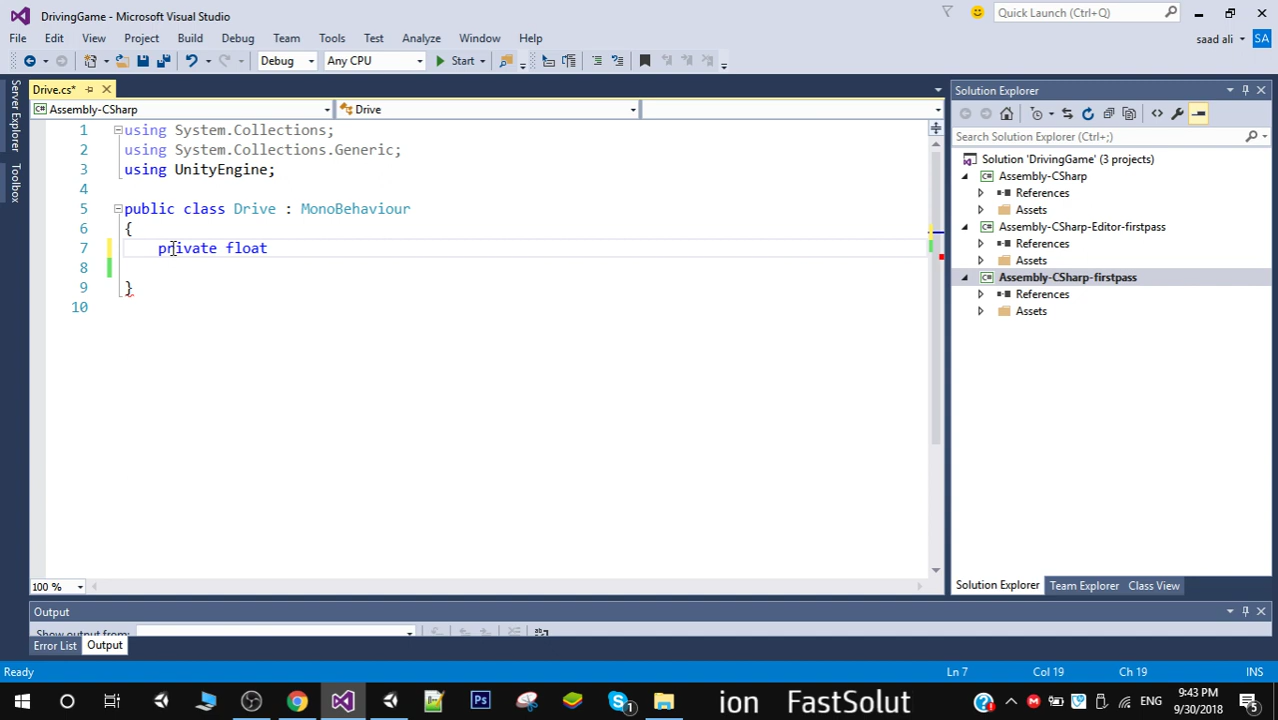 DrivingGame - Microsoft Visual Studio
Quick Launch (Ctrl+Q)
File Edit View Project Build Debug Team Tools Test Analyze Window Help
saad ali SA
Debug Any CPU Start
Server Explorer
Toolbox
Drive.cs*
Assembly-CSharp Drive
1 using System.Collections;
2 using System.Collections.Generic;
3 using UnityEngine;
4
5 public class Drive : MonoBehaviour
6 {
7 private float
8
9 }
10
100 %
Solution Explorer
Search Solution Explorer (Ctrl+;)
Solution 'DrivingGame' (3 projects)
C# Assembly-CSharp
References
Assets
C# Assembly-CSharp-Editor-firstpass
References
Assets
C# Assembly-CSharp-firstpass
References
Assets
Solution Explorer Team Explorer Class View
Output
Show output from:
Error List Output
Ready Ln 7 Col 19 Ch 19 INS
ion FastSolut
ENG
9:43 PM
9/30/2018
5